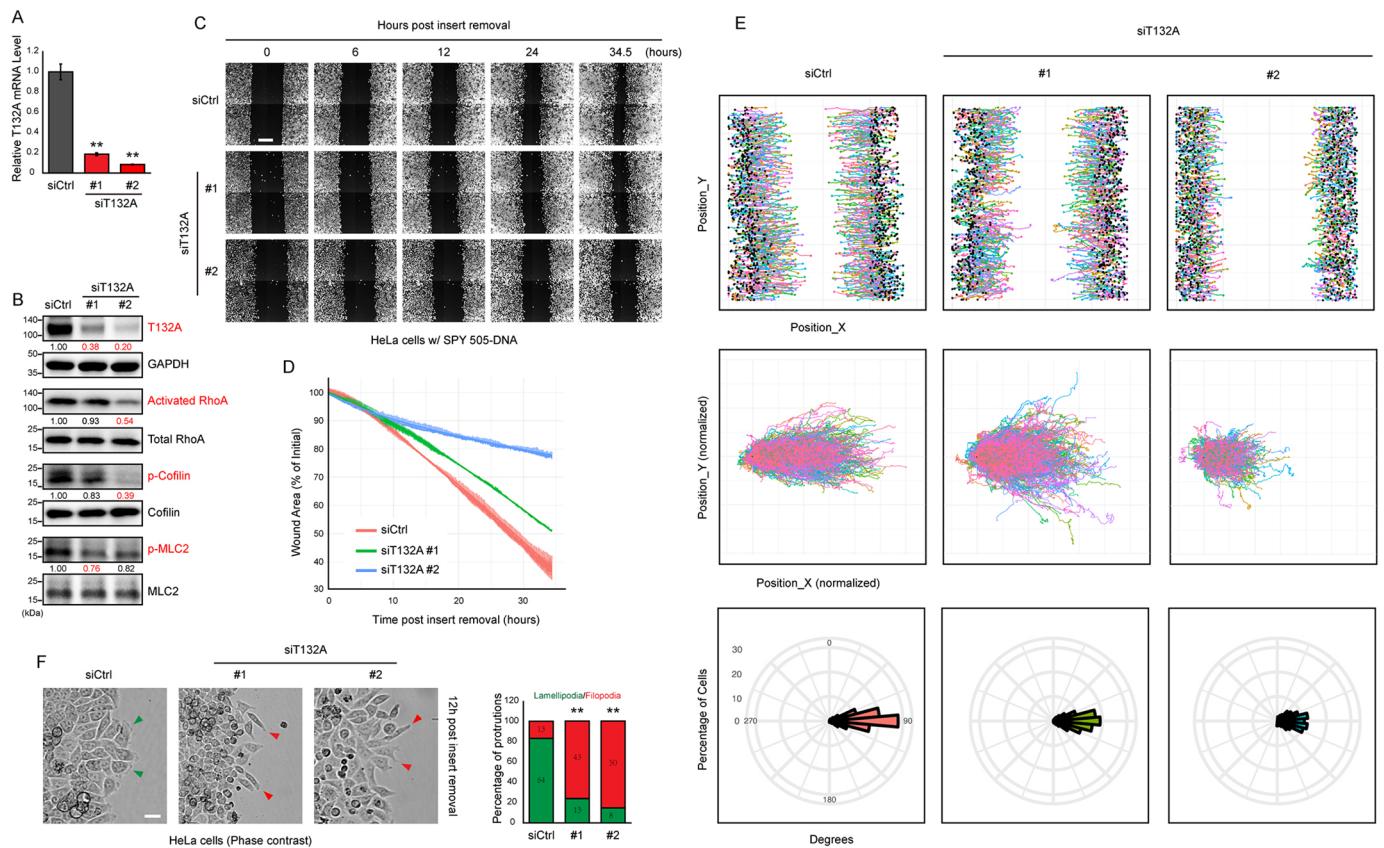 A
Relative T132A mRNA Level
1.2
1.0
0.8
0.6
0.4
0.2
0
**
**
siCtrl
#1
#2
siT132A
B
siT132A
siCtrl
#1
#2
140
100
T132A
1.00
0.38
0.20
50
35
GAPDH
140
100
Activated RhoA
1.00
0.93
0.54
25
15
Total RhoA
25
15
p-Cofilin
1.00
0.83
0.39
25
15
Cofilin
25
15
p-MLC2
1.00
0.76
0.82
25
15
MLC2
(kDa)
C
Hours post insert removal
0
6
12
24
34.5
(hours)
siCtrl
siT132A
#1
#2
HeLa cells w/ SPY 505-DNA
D
Wound Area (% of Initial)
100
90
80
70
60
50
40
30
siCtrl
siT132A #1
siT132A #2
0
10
20
30
Time post insert removal (hours)
E
siT132A
siCtrl
#1
#2
Position_Y
Position_X
Position_Y (normalized)
Position_X (normalized)
Percentage of Cells
30
20
10
0
0
270
90
180
Degrees
F
siT132A
siCtrl
#1
#2
12h post insert removal
HeLa cells (Phase contrast)
Lamellipodia/Filopodia
Percentage of protrutions
120
100
80
60
40
20
0
**
**
13
64
43
13
50
8
siCtrl
#1
#2